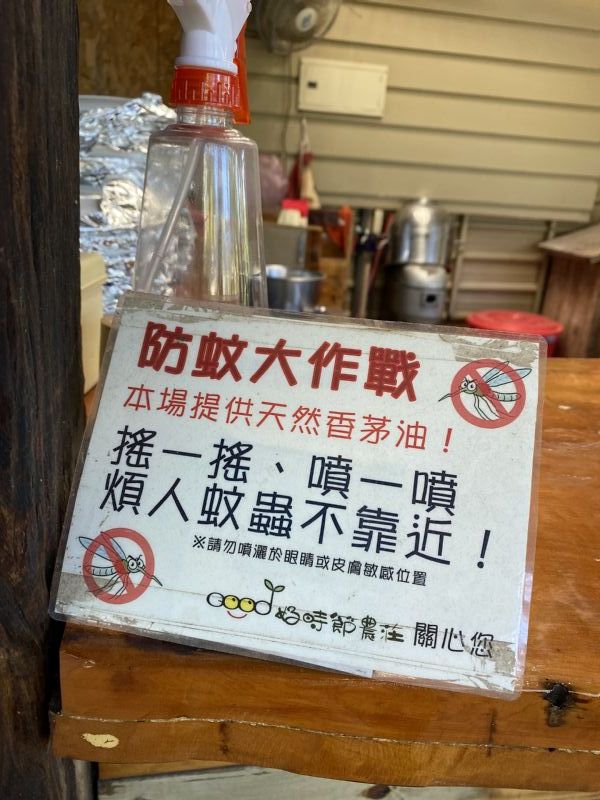 防蚊大作戰
本場提供天然香茅油！
搖一搖、噴一噴
煩人蚊蟲不靠近！
※請勿噴灑於眼睛或皮膚敏感位置
good 好時節農莊 關心您